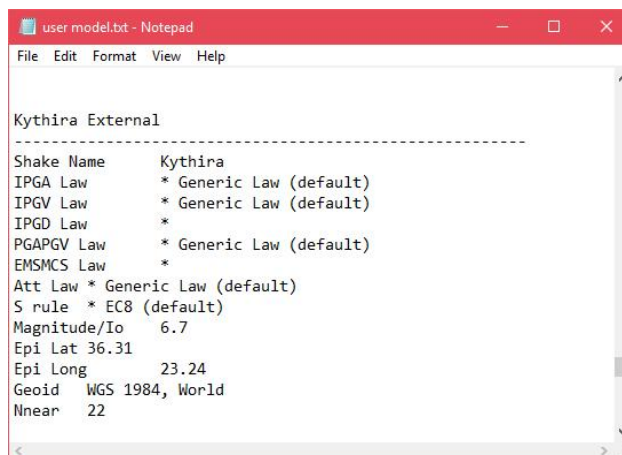 user model.txt - Notepad
File Edit Format View Help
Kythira External
--------------------------------------------------------
Shake Name Kythira
IPGA Law * Generic Law (default)
IPGV Law * Generic Law (default)
IPGD Law *
PGAPGV Law * Generic Law (default)
EMSMCS Law *
Att Law * Generic Law (default)
S rule * EC8 (default)
Magnitude/Io 6.7
Epi Lat 36.31
Epi Long 23.24
Geoid WGS 1984, World
Nnear 22